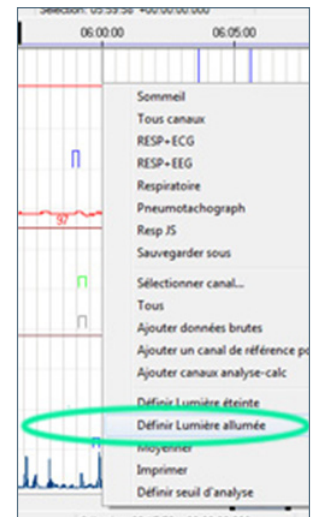 Selection: 05:59:58 +00:00:00.000
06:00:00 06:05:00
Sommeil
Tous canaux
RESP+ECG
RESP+EEG
Respiratoire
Pneumotachograph
Resp JS
Sauvegarder sous
97
Sélectionner canal...
Tous
Ajouter données brutes
Ajouter un canal de référence po
Ajouter canaux analyse-calc
Définir Lumière éteinte
Définir Lumière allumée
Moyenner
Imprimer
Définir seuil d'analyse